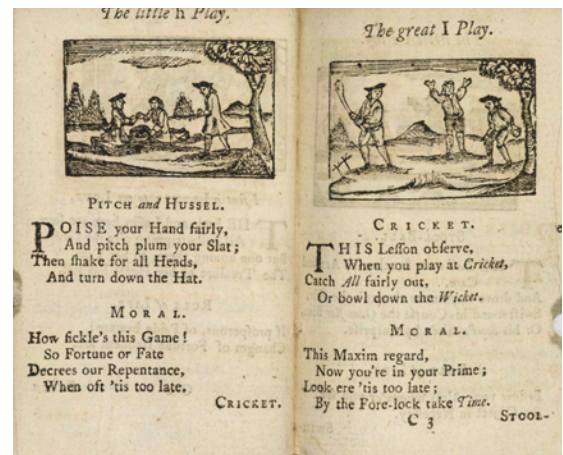 The little h Play.
PITCH and HUSSEL.
POISE your Hand fairly,
And pitch plum your Slat;
Then shake for all Heads,
And turn down the Hat.
MORAL.
How fickle's this Game!
So Fortune or Fate
Decrees our Repentance,
When oft 'tis too late.
CRICKET.
The great I Play.
CRICKET.
THIS Leſſon obſerve,
When you play at Cricket,
Catch All fairly out,
Or bowl down the Wicket.
MORAL.
This Maxim regard,
Now you're in your Prime;
Look ere 'tis too late;
By the Fore-lock take Time.
C 3
STOOL-